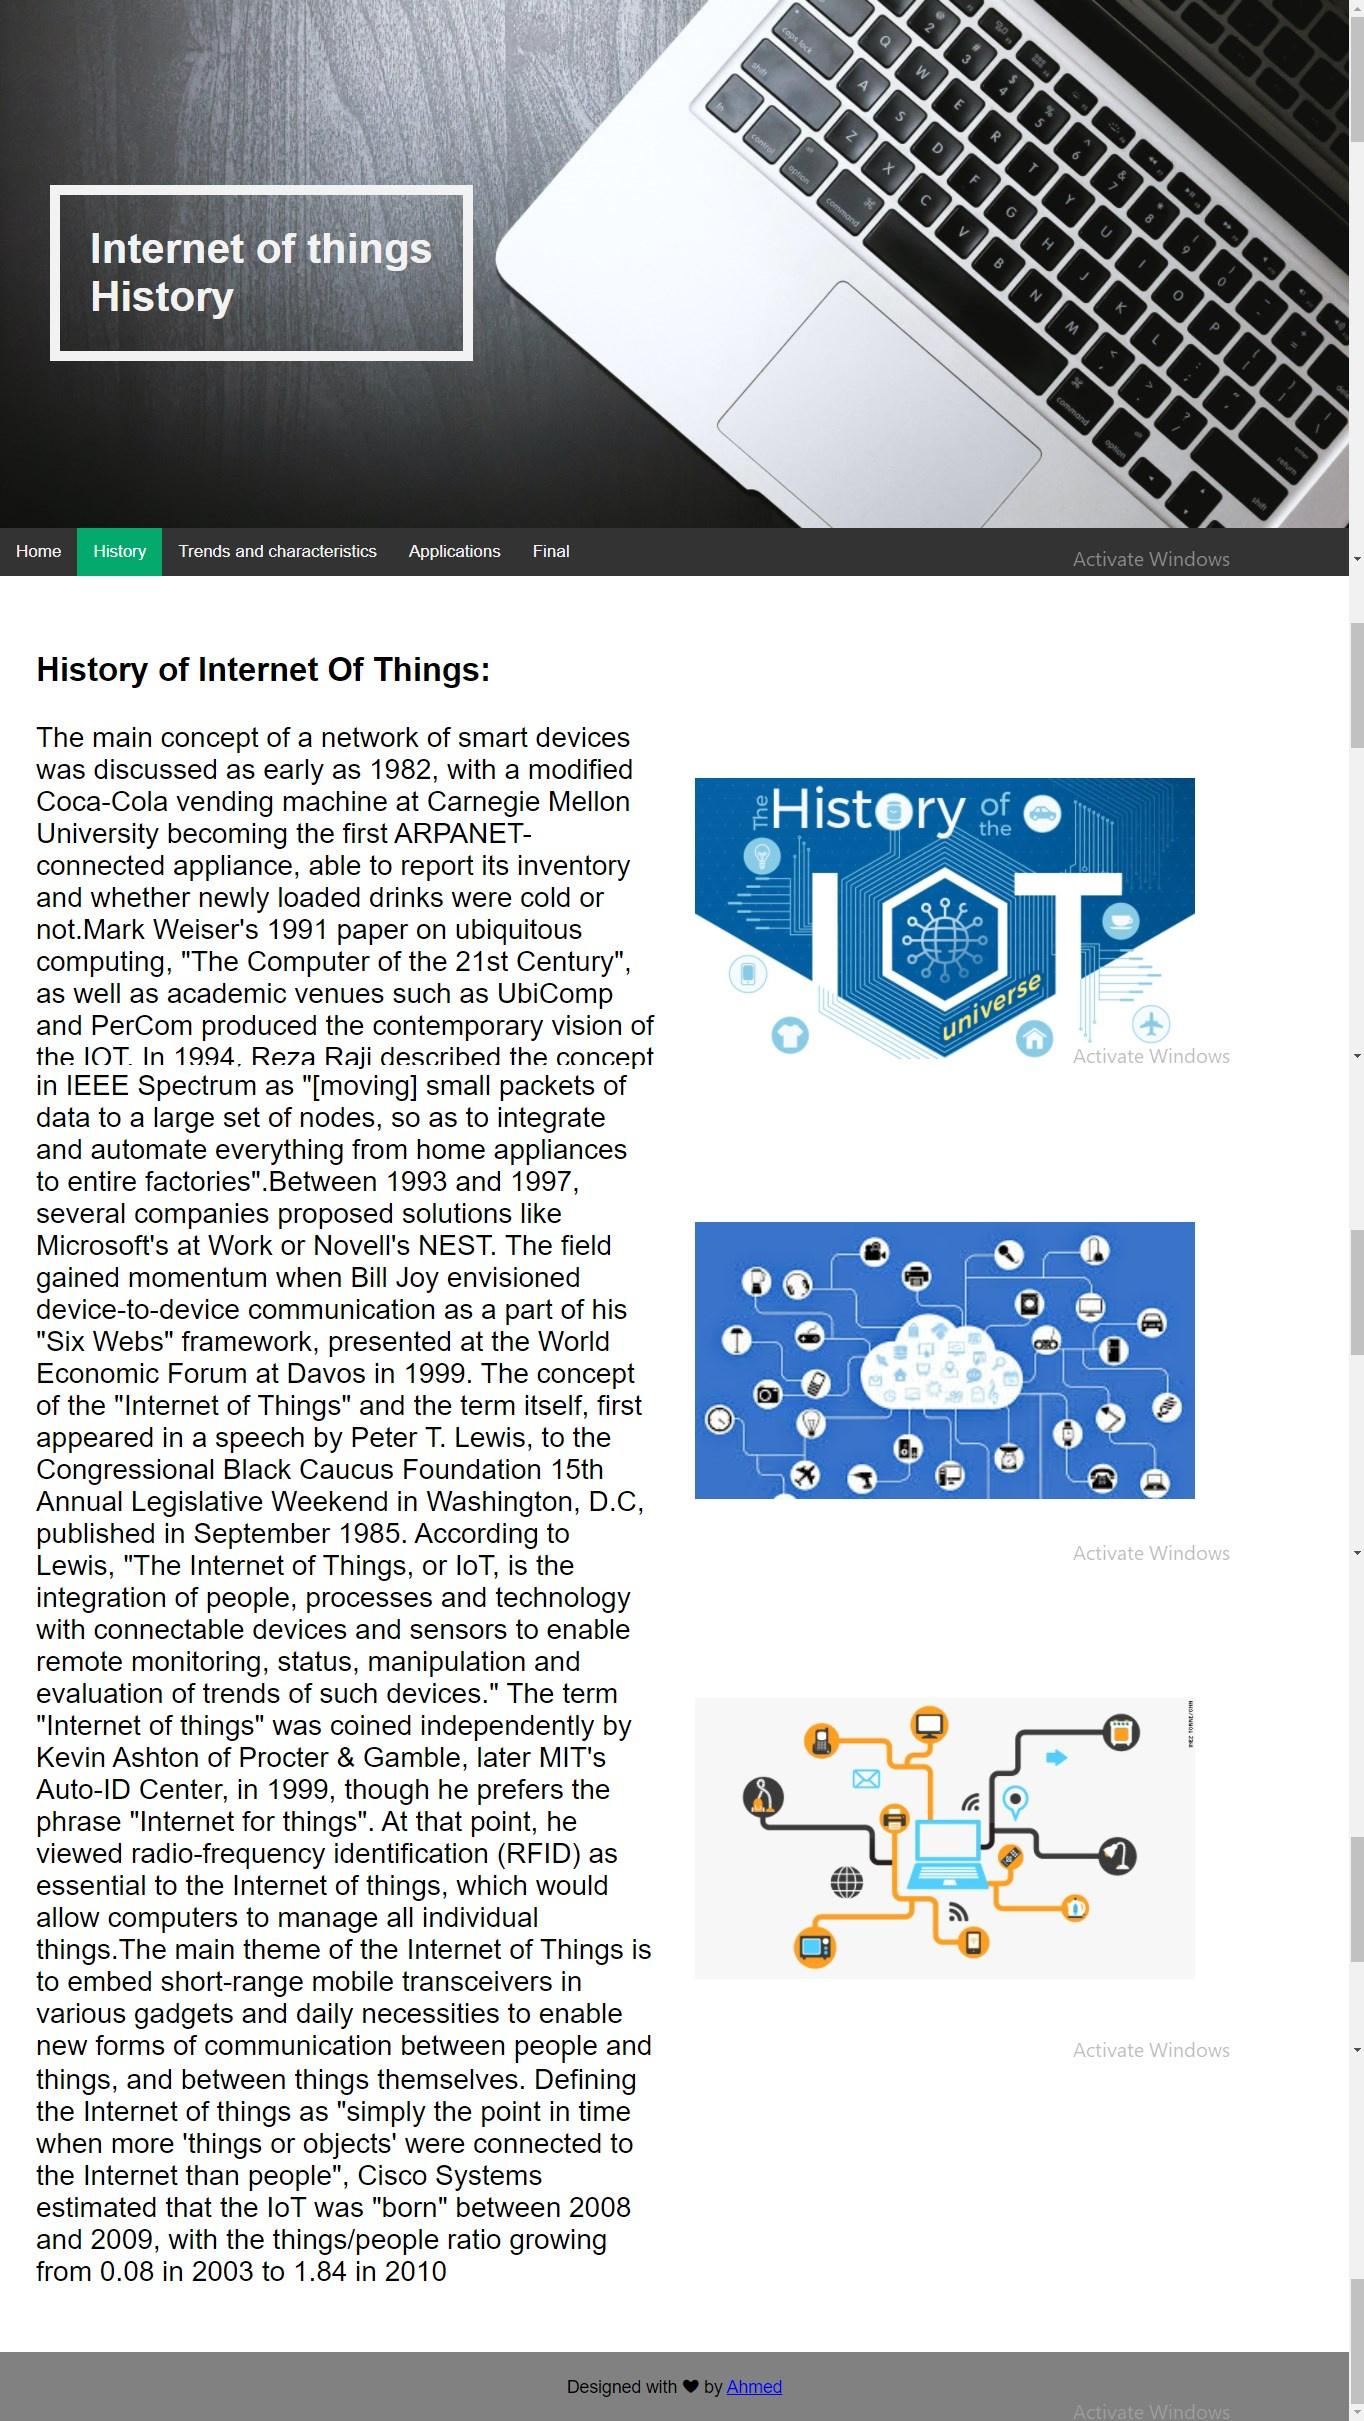 Internet of things
History
Home History Trends and characteristics Applications Final
Activate Windows
History of Internet Of Things:
The main concept of a network of smart devices
was discussed as early as 1982, with a modified
Coca-Cola vending machine at Carnegie Mellon
University becoming the first ARPANET-
connected appliance, able to report its inventory
and whether newly loaded drinks were cold or
not.Mark Weiser's 1991 paper on ubiquitous
computing, "The Computer of the 21st Century",
as well as academic venues such as UbiComp
and PerCom produced the contemporary vision of
the IOT. In 1994, Reza Raji described the concept
in IEEE Spectrum as "[moving] small packets of
data to a large set of nodes, so as to integrate
and automate everything from home appliances
to entire factories".Between 1993 and 1997,
several companies proposed solutions like
Microsoft's at Work or Novell's NEST. The field
gained momentum when Bill Joy envisioned
device-to-device communication as a part of his
"Six Webs" framework, presented at the World
Economic Forum at Davos in 1999. The concept
of the "Internet of Things" and the term itself, first
appeared in a speech by Peter T. Lewis, to the
Congressional Black Caucus Foundation 15th
Annual Legislative Weekend in Washington, D.C,
published in September 1985. According to
Lewis, "The Internet of Things, or IoT, is the
integration of people, processes and technology
with connectable devices and sensors to enable
remote monitoring, status, manipulation and
evaluation of trends of such devices." The term
"Internet of things" was coined independently by
Kevin Ashton of Procter & Gamble, later MIT's
Auto-ID Center, in 1999, though he prefers the
phrase "Internet for things". At that point, he
viewed radio-frequency identification (RFID) as
essential to the Internet of things, which would
allow computers to manage all individual
things.The main theme of the Internet of Things is
to embed short-range mobile transceivers in
various gadgets and daily necessities to enable
new forms of communication between people and
things, and between things themselves. Defining
the Internet of things as "simply the point in time
when more 'things or objects' were connected to
the Internet than people", Cisco Systems
estimated that the IoT was "born" between 2008
and 2009, with the things/people ratio growing
from 0.08 in 2003 to 1.84 in 2010
The History of the
IOT
universe
Activate Windows
Activate Windows
Activate Windows
Designed with ♥ by Ahmed
Activate Windows